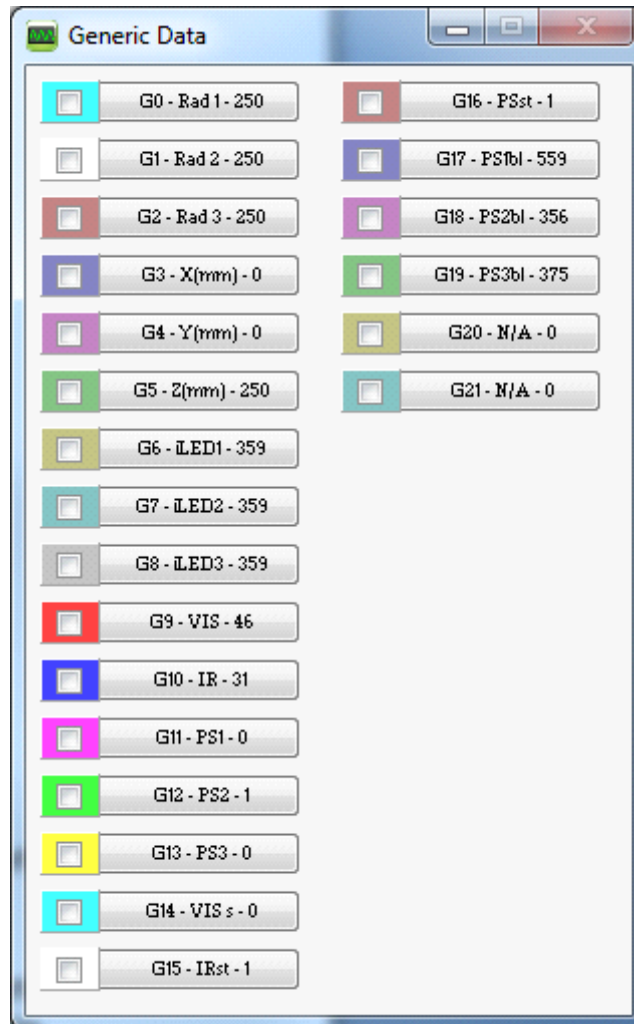 Generic Data
G0 - Rad 1 - 250
G1 - Rad 2 - 250
G2 - Rad 3 - 250
G3 - X(mm) - 0
G4 - Y(mm) - 0
G5 - Z(mm) - 250
G6 - iLED1 - 359
G7 - iLED2 - 359
G8 - iLED3 - 359
G9 - VIS - 46
G10 - IR - 31
G11 - PS1 - 0
G12 - PS2 - 1
G13 - PS3 - 0
G14 - VIS s - 0
G15 - IRst - 1
G16 - PSst - 1
G17 - PS1bl - 559
G18 - PS2bl - 356
G19 - PS3bl - 375
G20 - N/A - 0
G21 - N/A - 0